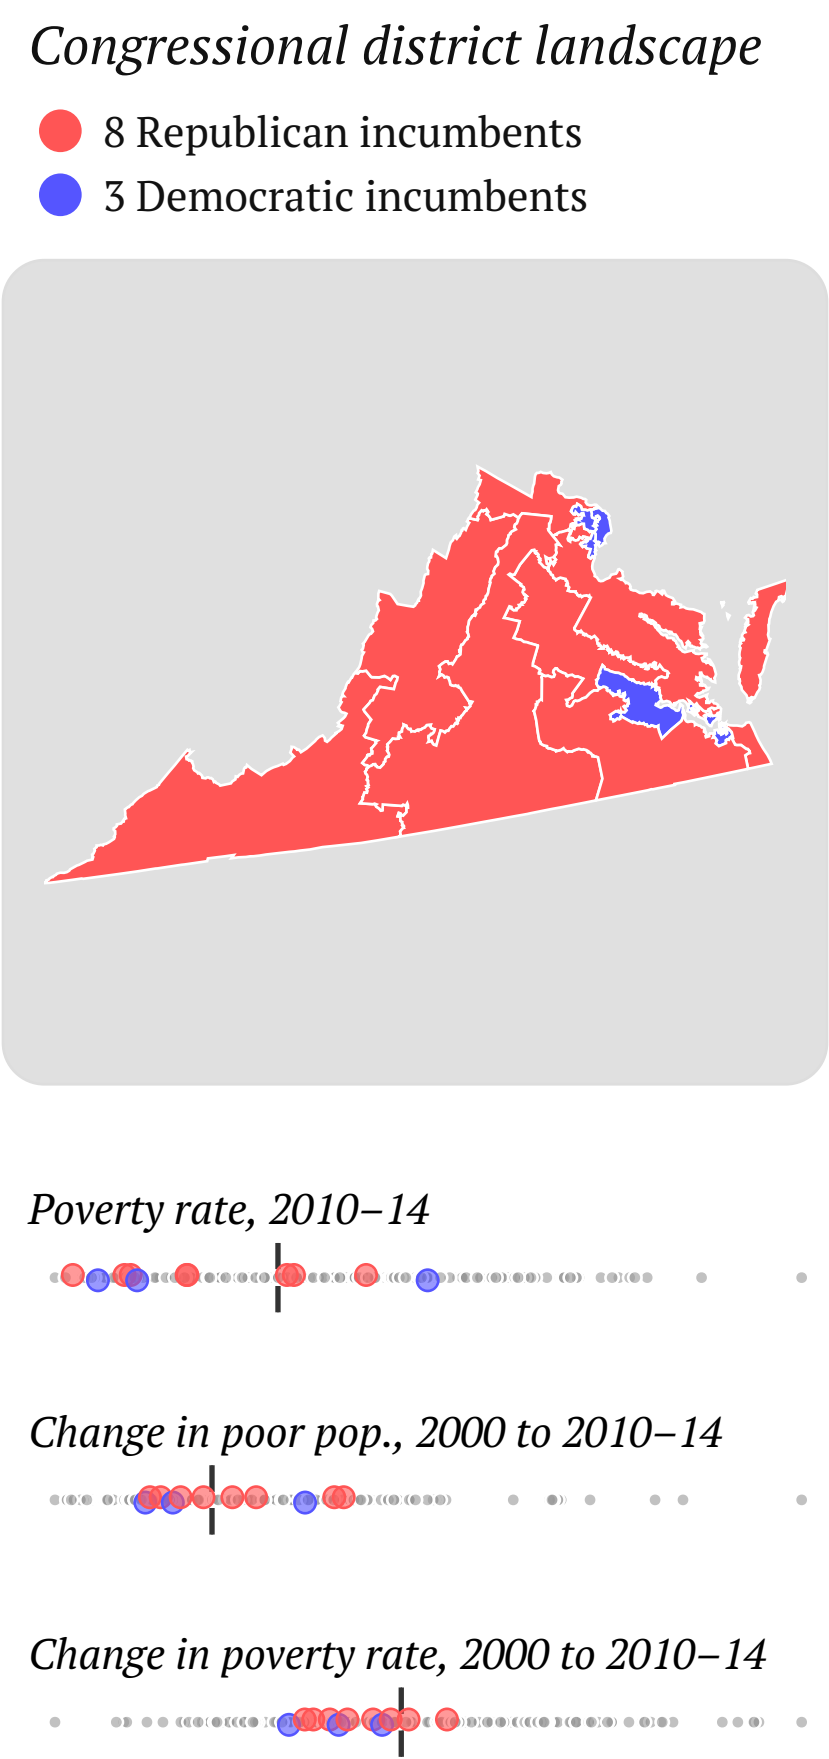 Congressional district landscape
8 Republican incumbents
3 Democratic incumbents
Poverty rate, 2010–14
Change in poor pop., 2000 to 2010–14
Change in poverty rate, 2000 to 2010–14